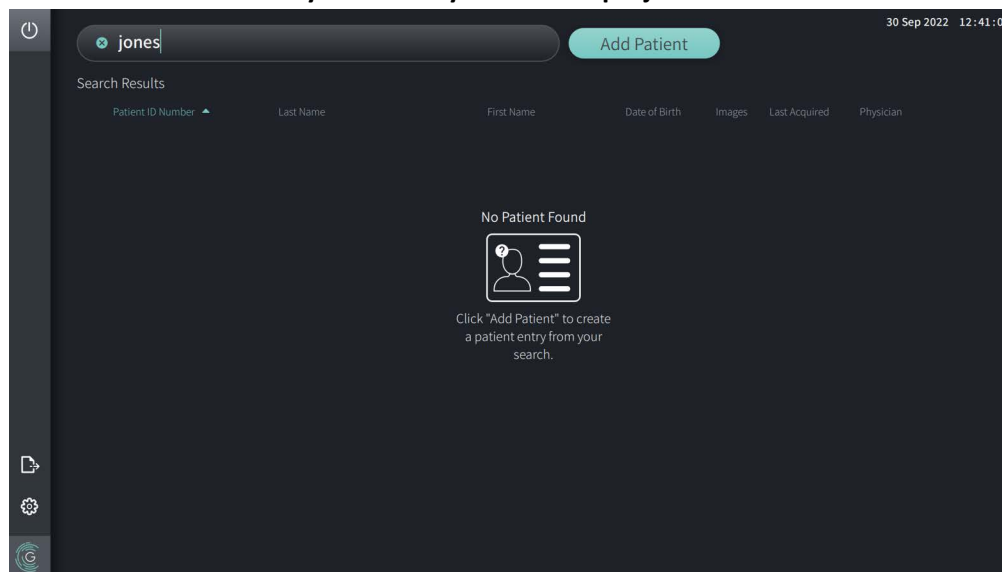 30 Sep 2022 12:41:0
jones
Add Patient
Search Results
Patient ID Number Last Name First Name Date of Birth Images Last Acquired Physician
No Patient Found
?
Click "Add Patient" to create
a patient entry from your
search.
G